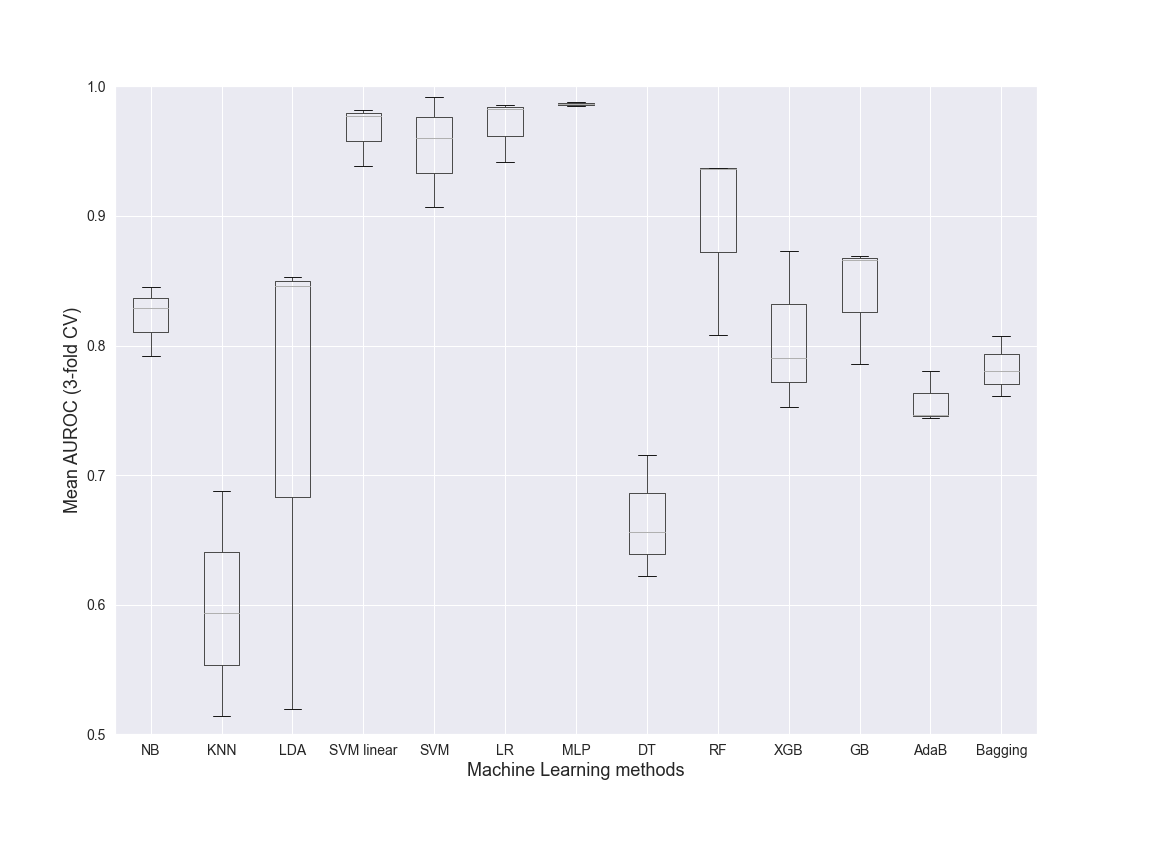 1.0
0.9
0.8
0.7
0.6
0.5
Mean AUROC (3-fold CV)
NB KNN LDA SVM linear SVM LR MLP DT RF XGB GB AdaB Bagging
Machine Learning methods